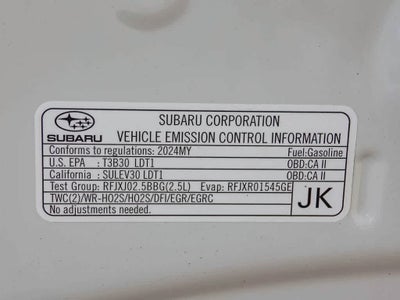 SUBARU CORPORATION
SUBARU VEHICLE EMISSION CONTROL INFORMATION
Conforms to regulations: 2024MY Fuel:Gasoline
U.S. EPA : T3B30 LDT1 OBD:CA II
California : SULEV30 LDT1 OBD:CA II
Test Group: RFJXJ02.5BBG(2.5L) Evap: RFJXR01545GE
TWC(2)/WR-HO2S/HO2S/DFI/EGR/EGRC
No adjustments needed.
JK